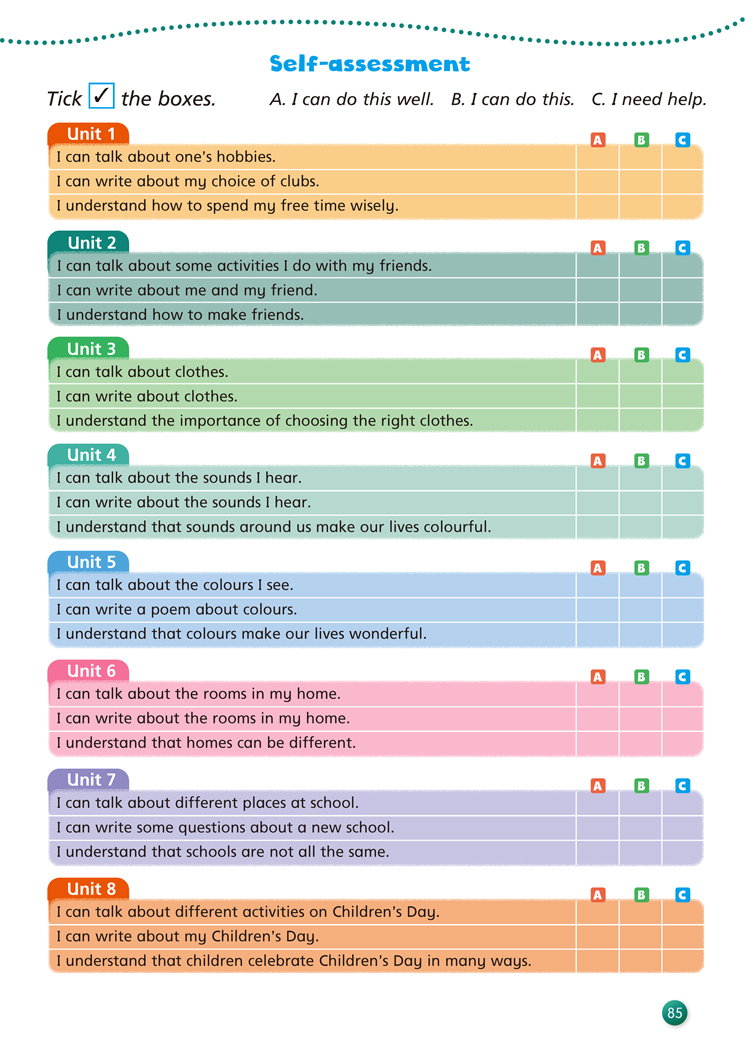 Self-assessment
Tick ✓ the boxes. A. I can do this well. B. I can do this. C. I need help.
Unit 1 A B C
I can talk about one's hobbies.
I can write about my choice of clubs.
I understand how to spend my free time wisely.
Unit 2 A B C
I can talk about some activities I do with my friends.
I can write about me and my friend.
I understand how to make friends.
Unit 3 A B C
I can talk about clothes.
I can write about clothes.
I understand the importance of choosing the right clothes.
Unit 4 A B C
I can talk about the sounds I hear.
I can write about the sounds I hear.
I understand that sounds around us make our lives colourful.
Unit 5 A B C
I can talk about the colours I see.
I can write a poem about colours.
I understand that colours make our lives wonderful.
Unit 6 A B C
I can talk about the rooms in my home.
I can write about the rooms in my home.
I understand that homes can be different.
Unit 7 A B C
I can talk about different places at school.
I can write some questions about a new school.
I understand that schools are not all the same.
Unit 8 A B C
I can talk about different activities on Children's Day.
I can write about my Children's Day.
I understand that children celebrate Children's Day in many ways.
85